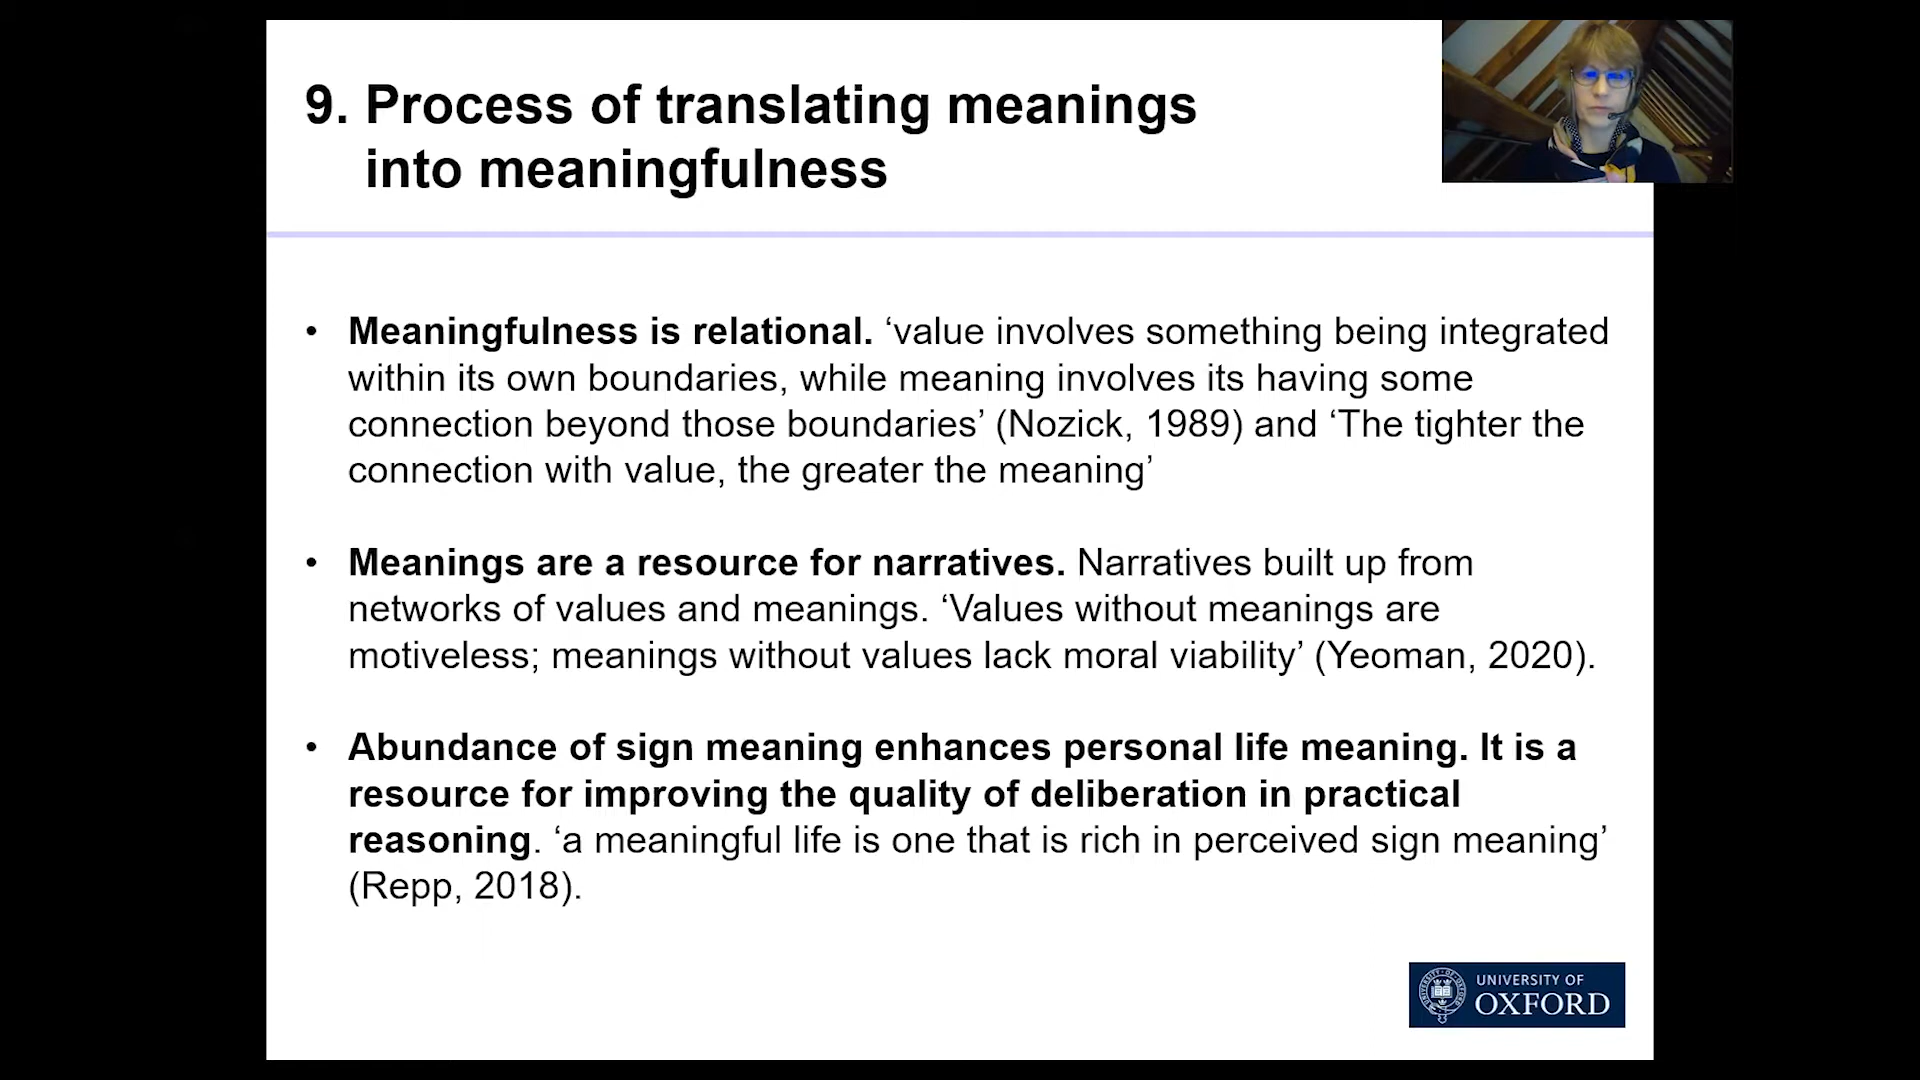 9. Process of translating meanings
into meaningfulness
• Meaningfulness is relational. ‘value involves something being integrated
within its own boundaries, while meaning involves its having some
connection beyond those boundaries’ (Nozick, 1989) and ‘The tighter the
connection with value, the greater the meaning’
• Meanings are a resource for narratives. Narratives built up from
networks of values and meanings. ‘Values without meanings are
motiveless; meanings without values lack moral viability’ (Yeoman, 2020).
• Abundance of sign meaning enhances personal life meaning. It is a
resource for improving the quality of deliberation in practical
reasoning. ‘a meaningful life is one that is rich in perceived sign meaning’
(Repp, 2018).
UNIVERSITY OF
OXFORD